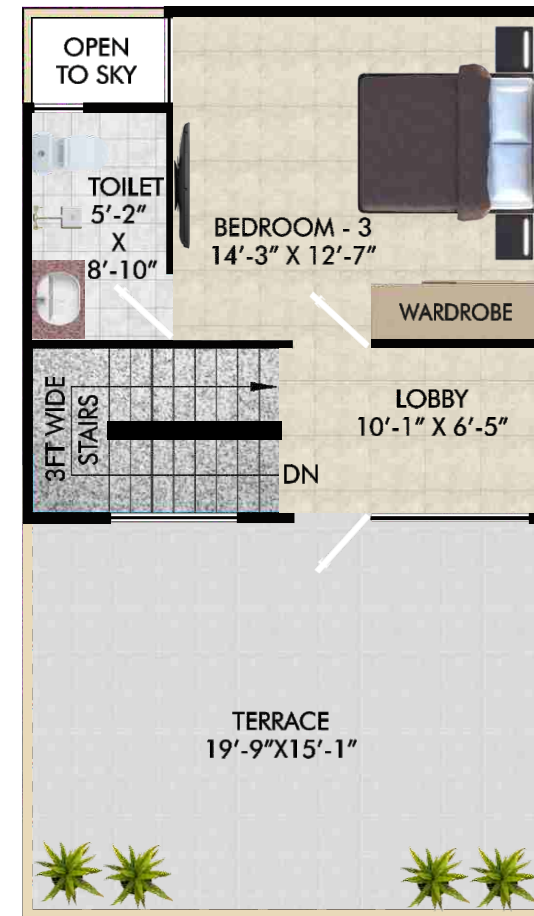 OPEN
TO SKY
TOILET
5'-2"
X
8'-10"
BEDROOM - 3
14'-3" X 12'-7"
WARDROBE
3FT WIDE
STAIRS
LOBBY
10'-1" X 6'-5"
DN
TERRACE
19'-9"X15'-1"